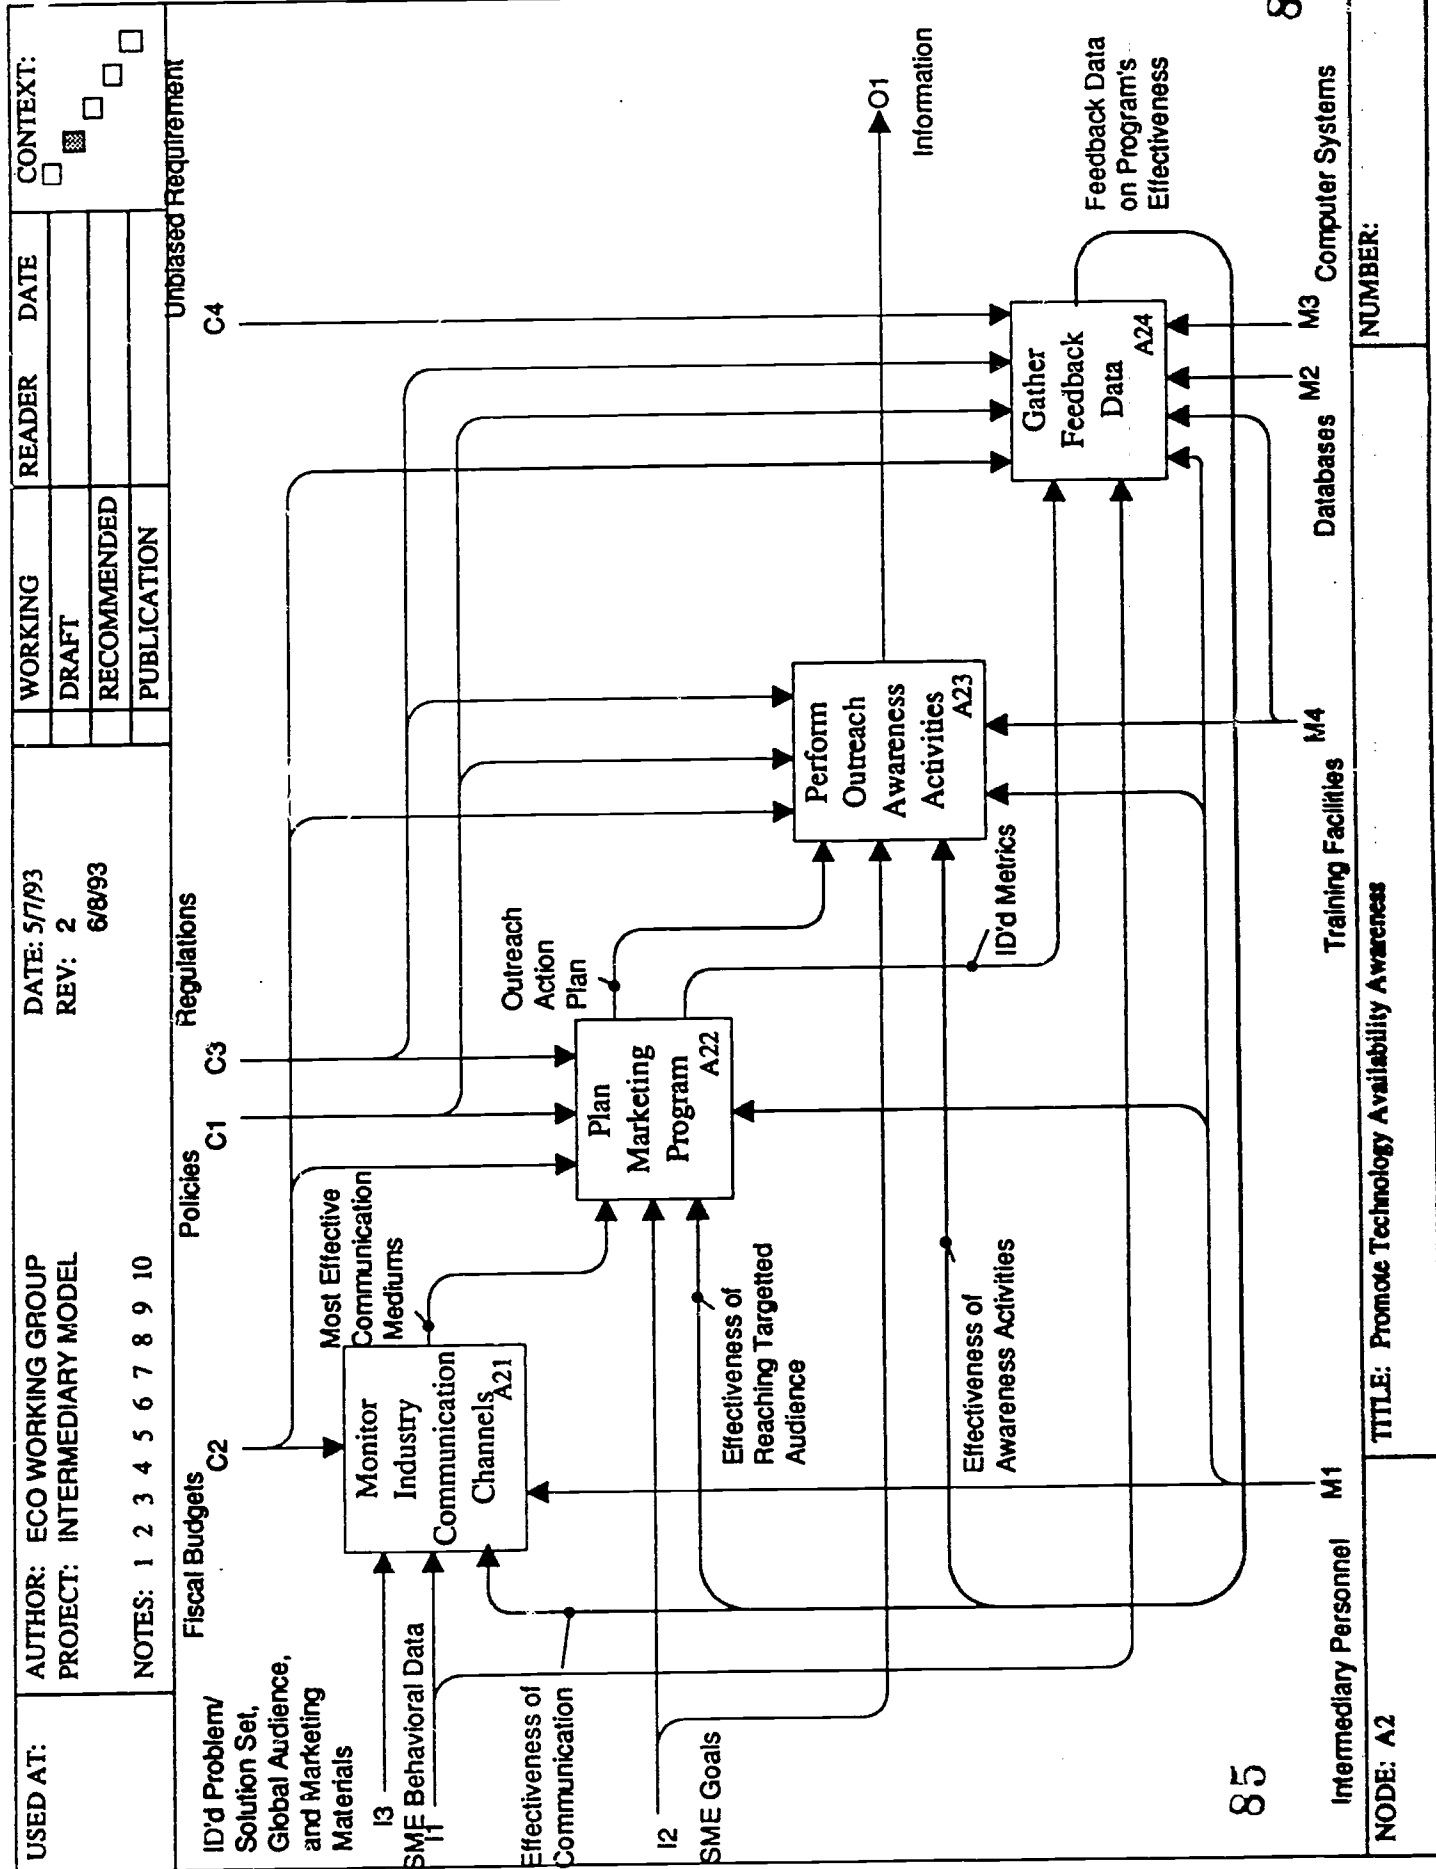 USED AT:
AUTHOR: ECO WORKING GROUP
PROJECT: INTERMEDIARY MODEL
NOTES: 1 2 3 4 5 6 7 8 9 10
DATE: 5/7/93
REV: 2
6/8/93
WORKING
DRAFT
RECOMMENDED
PUBLICATION
READER
DATE
CONTEXT:
Fiscal Budgets
C2
Policies
C1
Regulations
C3
Unbiased Requirement
C4
ID'd Problem/
Solution Set,
Global Audience,
and Marketing
Materials
I3
SME Behavioral Data
I1
Effectiveness of
Communication
I2
SME Goals
Monitor
Industry
Communication
Channels
A21
Most Effective
Communication
Mediums
Plan
Marketing
Program
A22
Outreach
Action
Plan
ID'd Metrics
Effectiveness of
Reaching Targetted
Audience
Effectiveness of
Awareness Activities
Perform
Outreach
Awareness
Activities
A23
O1
Information
Gather
Feedback
Data
A24
Feedback Data
on Program's
Effectiveness
M1
Intermediary Personnel
M4
Training Facilities
M2
Databases
M3
Computer Systems
85
8
NODE: A2
TITLE: Promote Technology Availability Awareness
NUMBER: